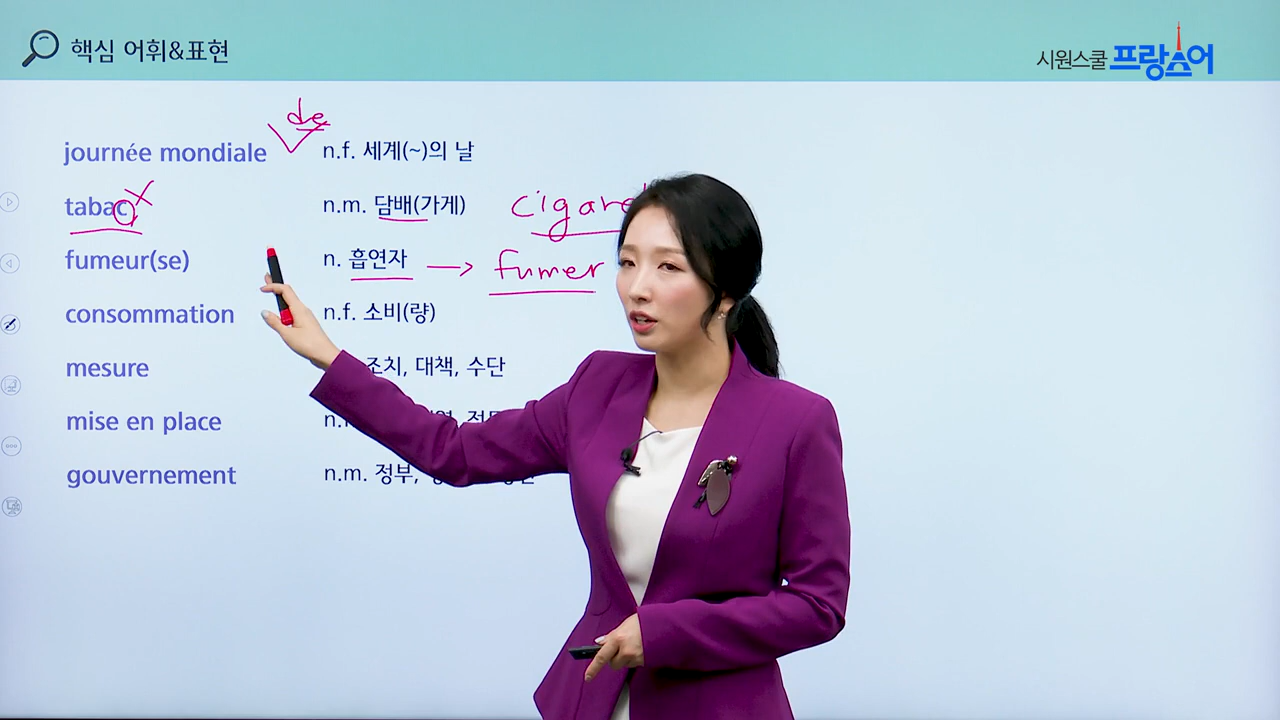 핵심 어휘&표현
시원스쿨 프랑스어
de
journée mondiale n.f. 세계(~)의 날
tabac x n.m. 담배(가게)
fumeur(se) n. 흡연자 → fumer
consommation n.f. 소비(량)
mesure 조치, 대책, 수단
mise en place
gouvernement n.m. 정부,